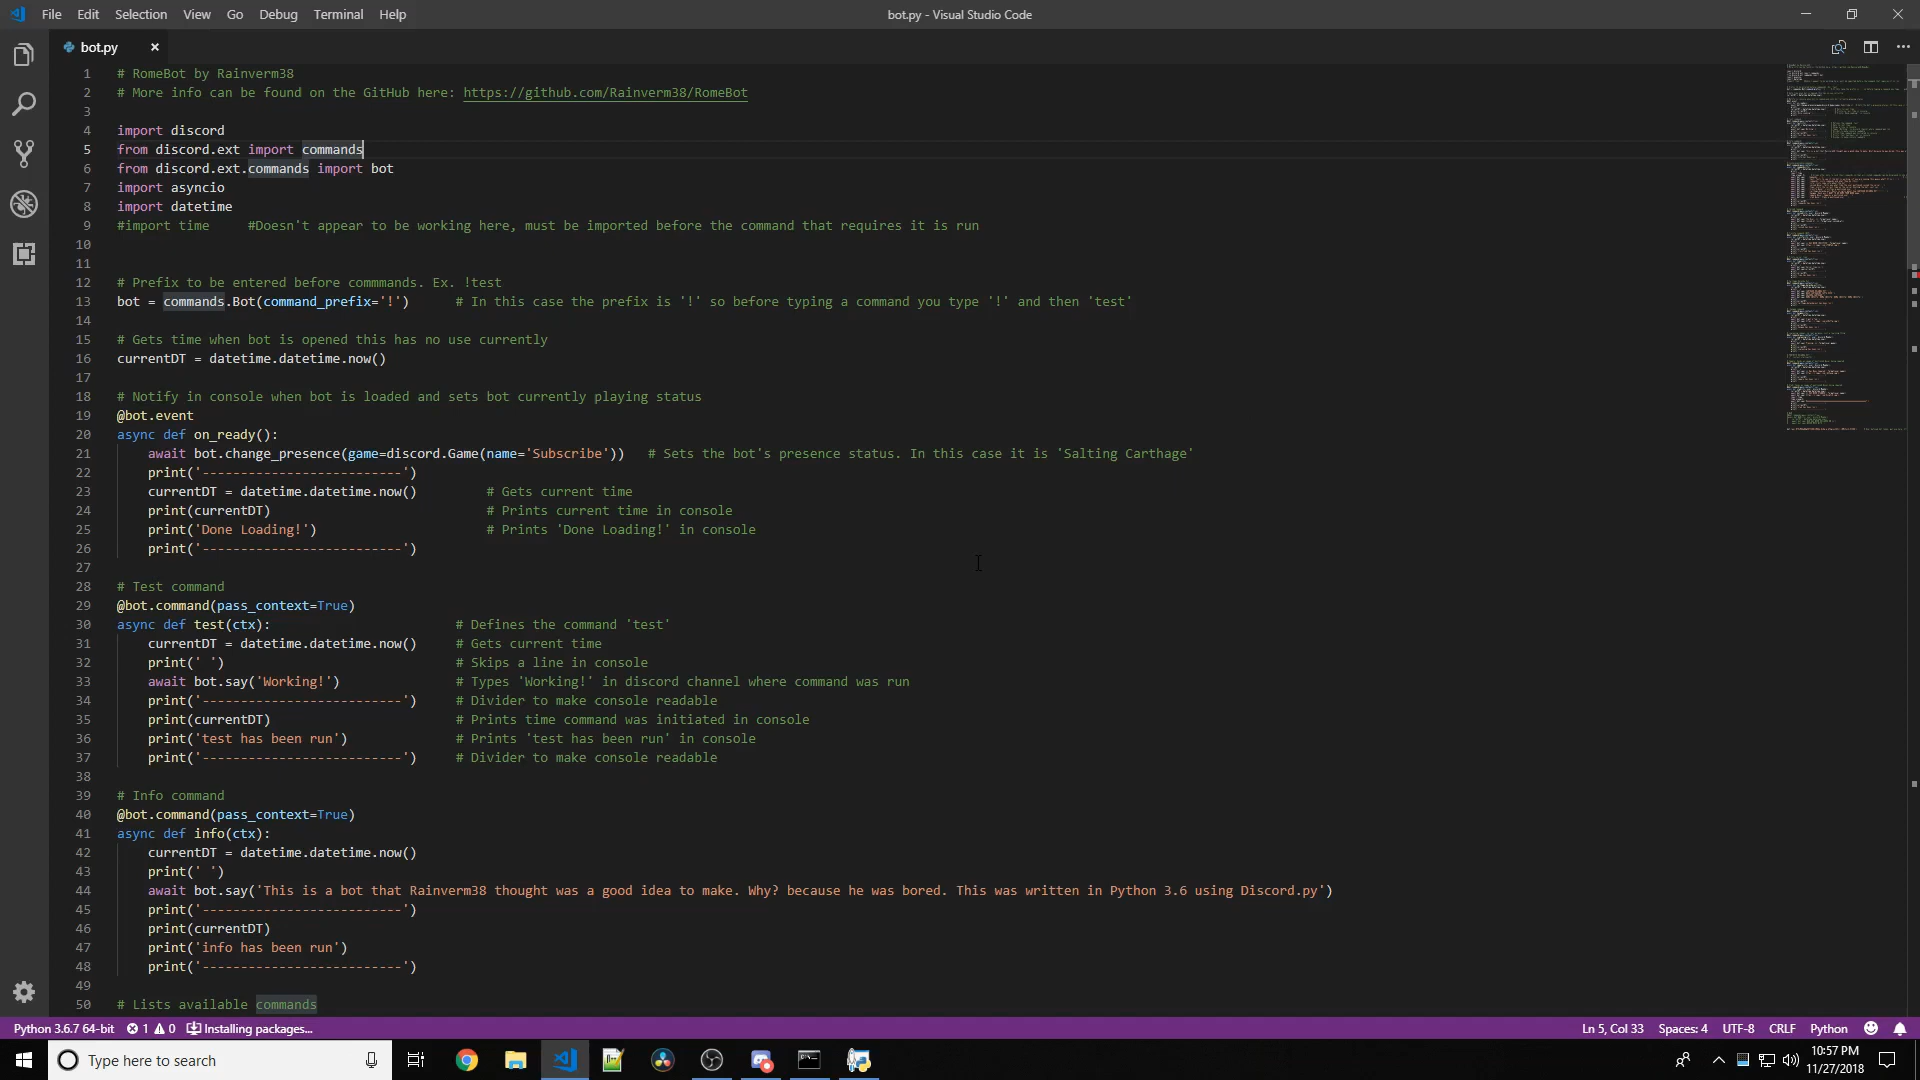 File Edit Selection View Go Debug Terminal Help
bot.py - Visual Studio Code
bot.py
1 # RomeBot by Rainverm38
2 # More info can be found on the GitHub here: https://github.com/Rainverm38/RomeBot
3
4 import discord
5 from discord.ext import commands
6 from discord.ext.commands import bot
7 import asyncio
8 import datetime
9 #import time     #Doesn't appear to be working here, must be imported before the command that requires it is run
10
11
12 # Prefix to be entered before commmands. Ex. !test
13 bot = commands.Bot(command_prefix='!')      # In this case the prefix is '!' so before typing a command you type '!' and then 'test'
14
15 # Gets time when bot is opened this has no use currently
16 currentDT = datetime.datetime.now()
17
18 # Notify in console when bot is loaded and sets bot currently playing status
19 @bot.event
20 async def on_ready():
21     await bot.change_presence(game=discord.Game(name='Subscribe'))   # Sets the bot's presence status. In this case it is 'Salting Carthage'
22     print('--------------------------')
23     currentDT = datetime.datetime.now()         # Gets current time
24     print(currentDT)                            # Prints current time in console
25     print('Done Loading!')                      # Prints 'Done Loading!' in console
26     print('--------------------------')
27
28 # Test command
29 @bot.command(pass_context=True)
30 async def test(ctx):                        # Defines the command 'test'
31     currentDT = datetime.datetime.now()     # Gets current time
32     print(' ')                              # Skips a line in console
33     await bot.say('Working!')               # Types 'Working!' in discord channel where command was run
34     print('--------------------------')     # Divider to make console readable
35     print(currentDT)                        # Prints time command was initiated in console
36     print('test has been run')              # Prints 'test has been run' in console
37     print('--------------------------')     # Divider to make console readable
38
39 # Info command
40 @bot.command(pass_context=True)
41 async def info(ctx):
42     currentDT = datetime.datetime.now()
43     print(' ')
44     await bot.say('This is a bot that Rainverm38 thought was a good idea to make. Why? because he was bored. This was written in Python 3.6 using Discord.py')
45     print('--------------------------')
46     print(currentDT)
47     print('info has been run')
48     print('--------------------------')
49
50 # Lists available commands
Python 3.6.7 64-bit 1 0 Installing packages... Ln 5, Col 33 Spaces: 4 UTF-8 CRLF Python
Type here to search
10:57 PM
11/27/2018